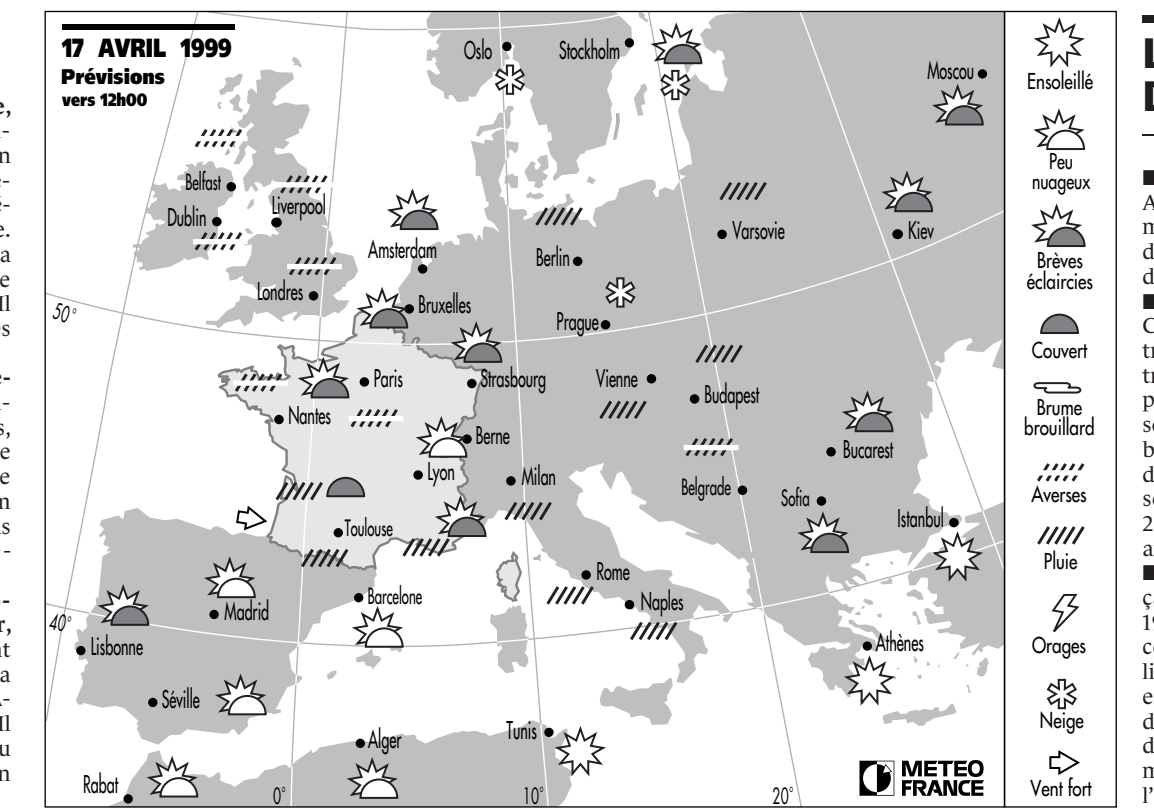 17 AVRIL 1999
Prévisions
vers 12h00
Oslo
Stockholm
Moscou
Belfast
Dublin
Liverpool
Amsterdam
Londres
Bruxelles
Berlin
Varsovie
Kiev
Prague
50°
Paris
Strasbourg
Vienne
Budapest
Nantes
Berne
Bucarest
Lyon
Milan
Belgrade
Sofia
Istanbul
Toulouse
Rome
Naples
Madrid
Barcelone
40°
Lisbonne
Athènes
Séville
Tunis
Alger
Rabat
0°
10°
20°
METEO
FRANCE
Ensoleillé
Peu
nuageux
Brèves
éclaircies
Couvert
Brume
brouillard
Averses
Pluie
Orages
Neige
Vent fort